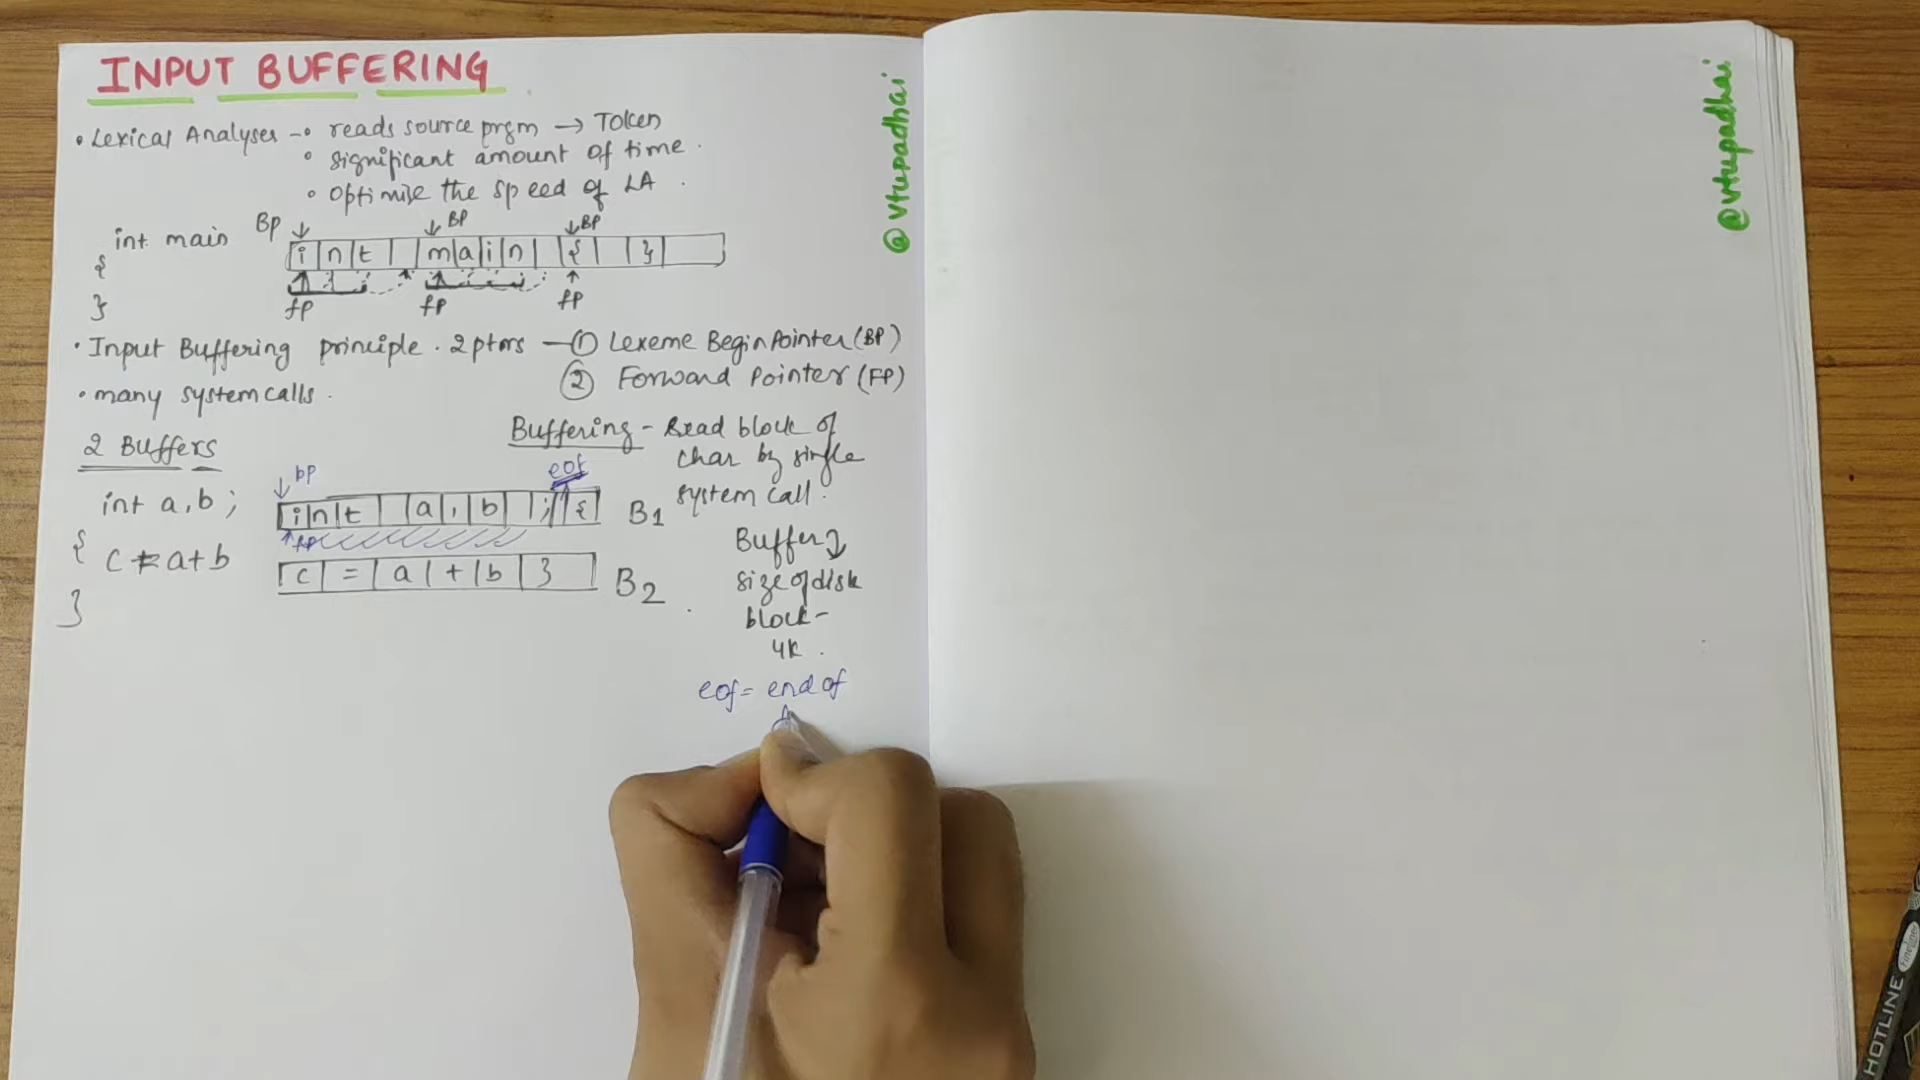 INPUT BUFFERING
• Lexical Analyser - • reads source prgm → Token
• significant amount of time.
• optimise the speed of LA.
int main
{
}
BP BP BP
i n t m a i n { }
fp fp fp
• Input Buffering principle. 2 ptrs - ① Lexeme Begin Pointer (BP)
② Forward Pointer (FP)
• many system calls.
Buffering - Read block of
char by single
system call.
2 Buffers
int a,b ;
{
c = a+b
}
bp eof
i n t a , b ; { B1
fp
c = a + b } B2
Buffer
size of disk
block -
4k.
eof = end of
@vtupadhai
@vtupadhai
HOTLINE